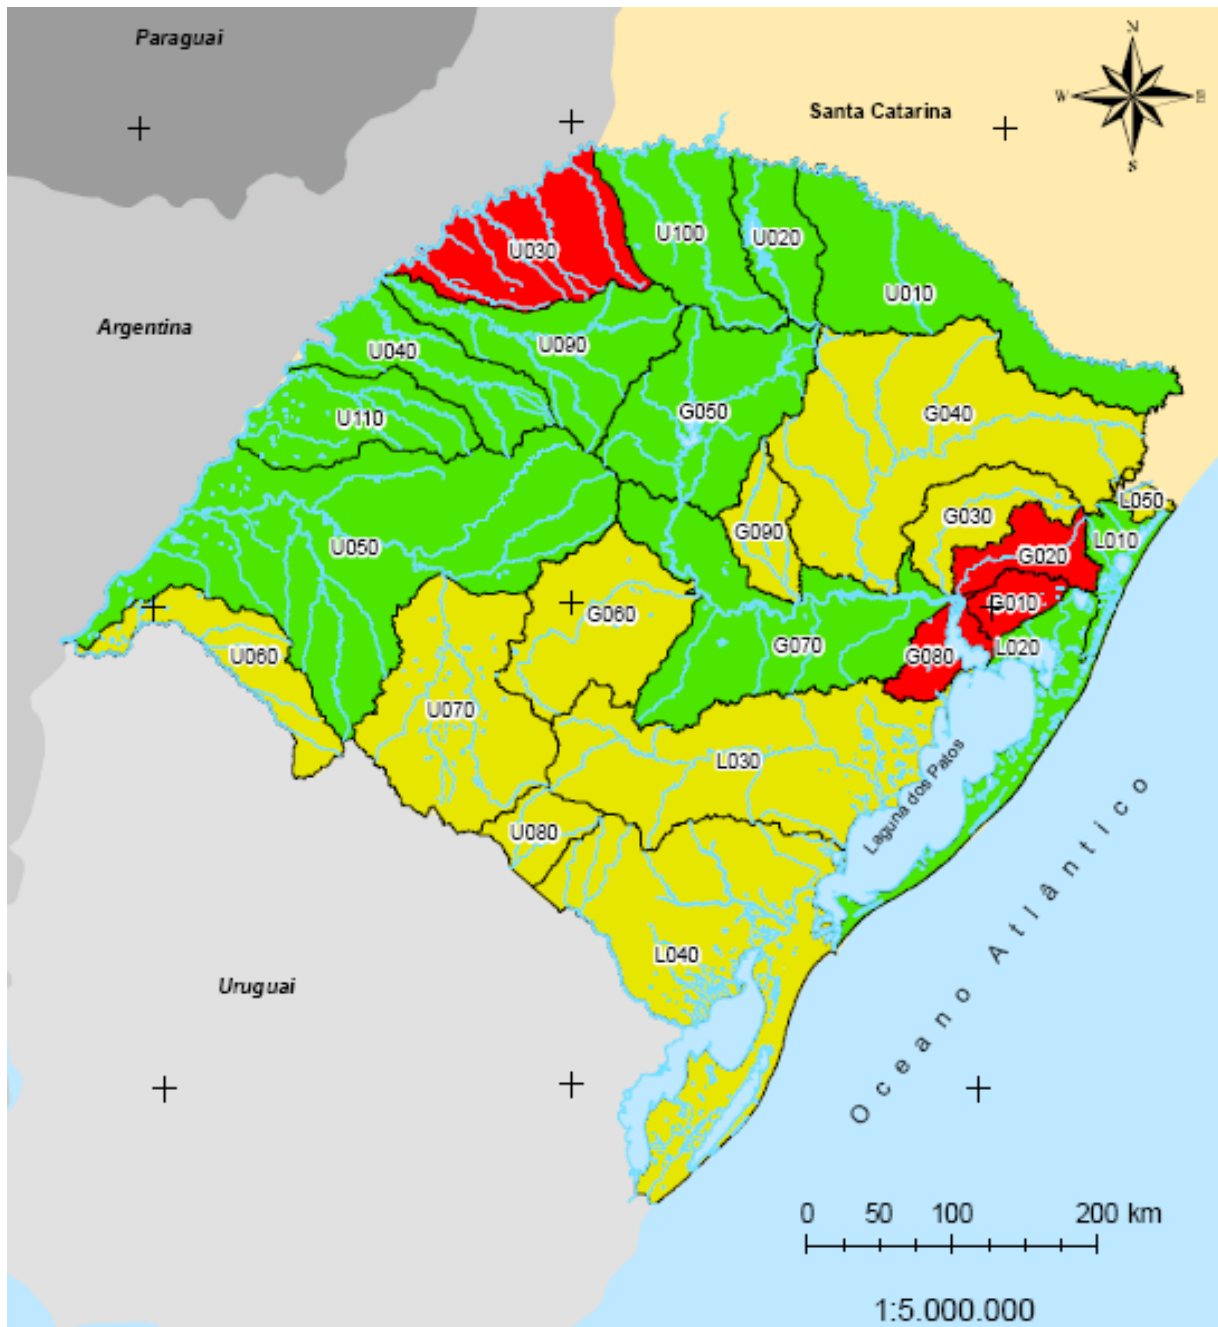 Paraguai
N
W
E
S
Santa Catarina
U100
U020
U030
U010
Argentina
U040
U090
U110
G050
G040
L050
G030
G090
L010
U050
G020
G010
G060
G070
L020
U060
G080
U070
L030
Laguna dos Patos
U080
L040
Oceano Atlântico
Uruguai
0 50 100 200 km
1:5.000.000